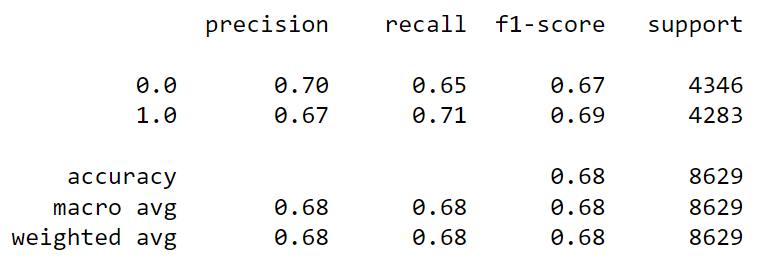 precision recall f1-score support
0.0 0.70 0.65 0.67 4346
1.0 0.67 0.71 0.69 4283
accuracy 0.68 8629
macro avg 0.68 0.68 0.68 8629
weighted avg 0.68 0.68 0.68 8629